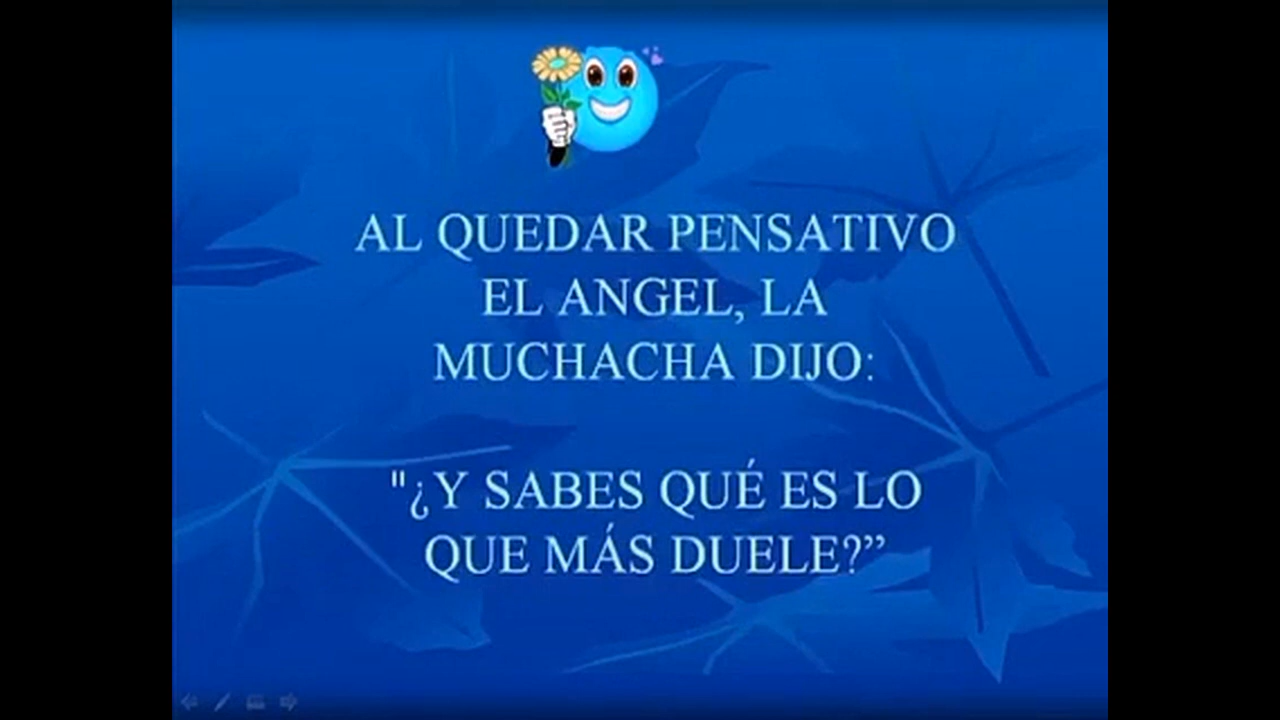 AL QUEDAR PENSATIVO
EL ANGEL, LA
MUCHACHA DIJO:
"¿Y SABES QUÉ ES LO
QUE MÁS DUELE?”